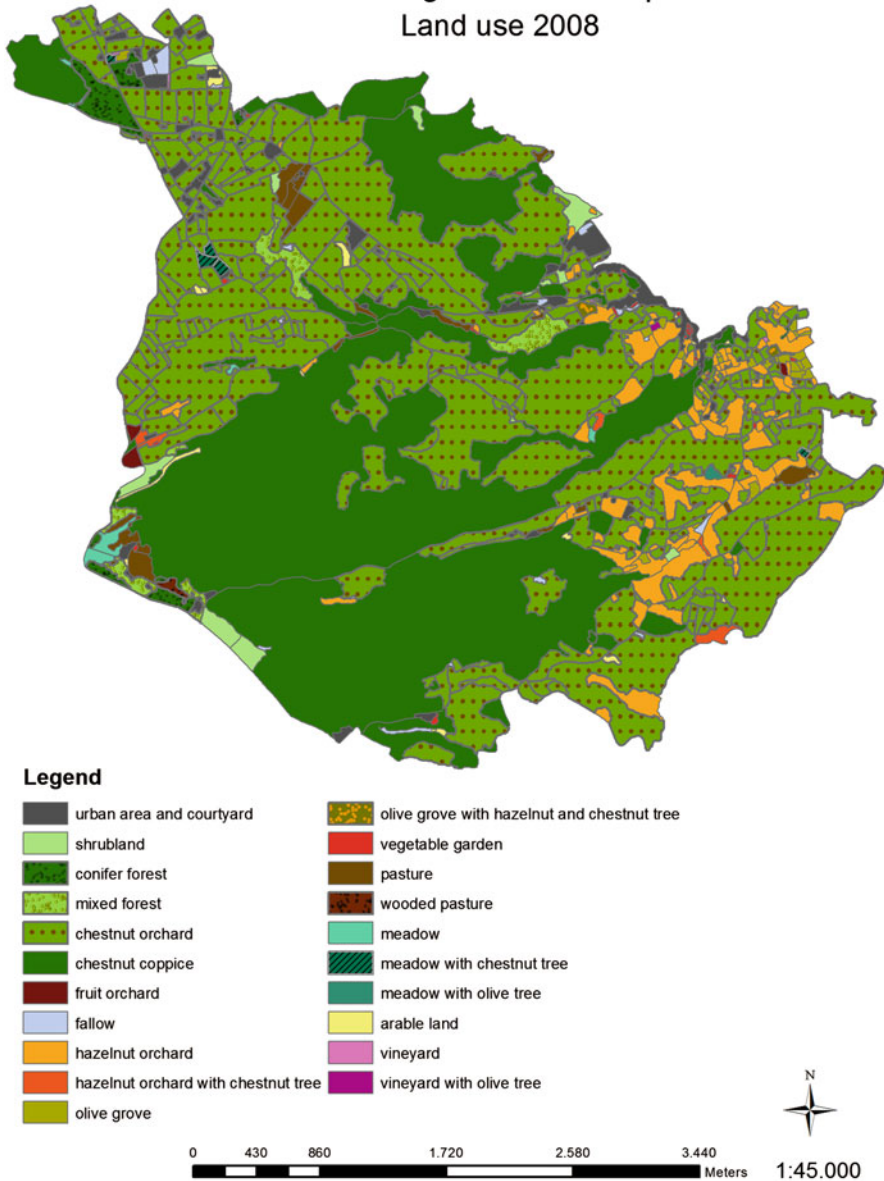 Land use 2008
Legend
urban area and courtyard
shrubland
conifer forest
mixed forest
chestnut orchard
chestnut coppice
fruit orchard
fallow
hazelnut orchard
hazelnut orchard with chestnut tree
olive grove
olive grove with hazelnut and chestnut tree
vegetable garden
pasture
wooded pasture
meadow
meadow with chestnut tree
meadow with olive tree
arable land
vineyard
vineyard with olive tree
N
0 430 860 1.720 2.580 3.440
Meters
1:45.000